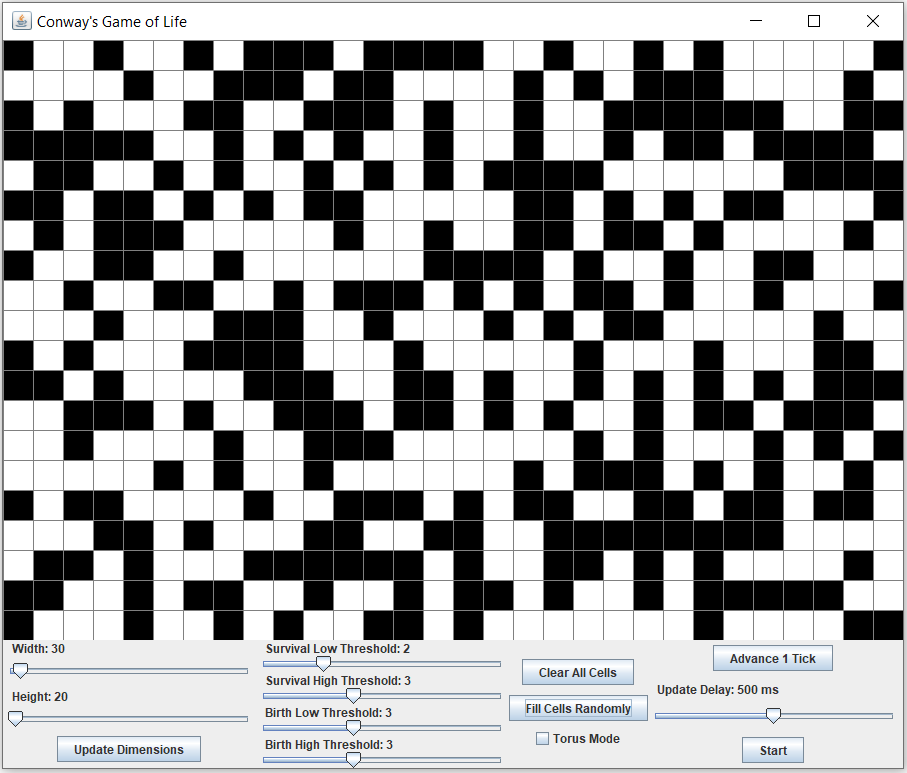 Conway's Game of Life
Width: 30
Height: 20
Update Dimensions
Survival Low Threshold: 2
Survival High Threshold: 3
Birth Low Threshold: 3
Birth High Threshold: 3
Clear All Cells
Fill Cells Randomly
Torus Mode
Advance 1 Tick
Update Delay: 500 ms
Start